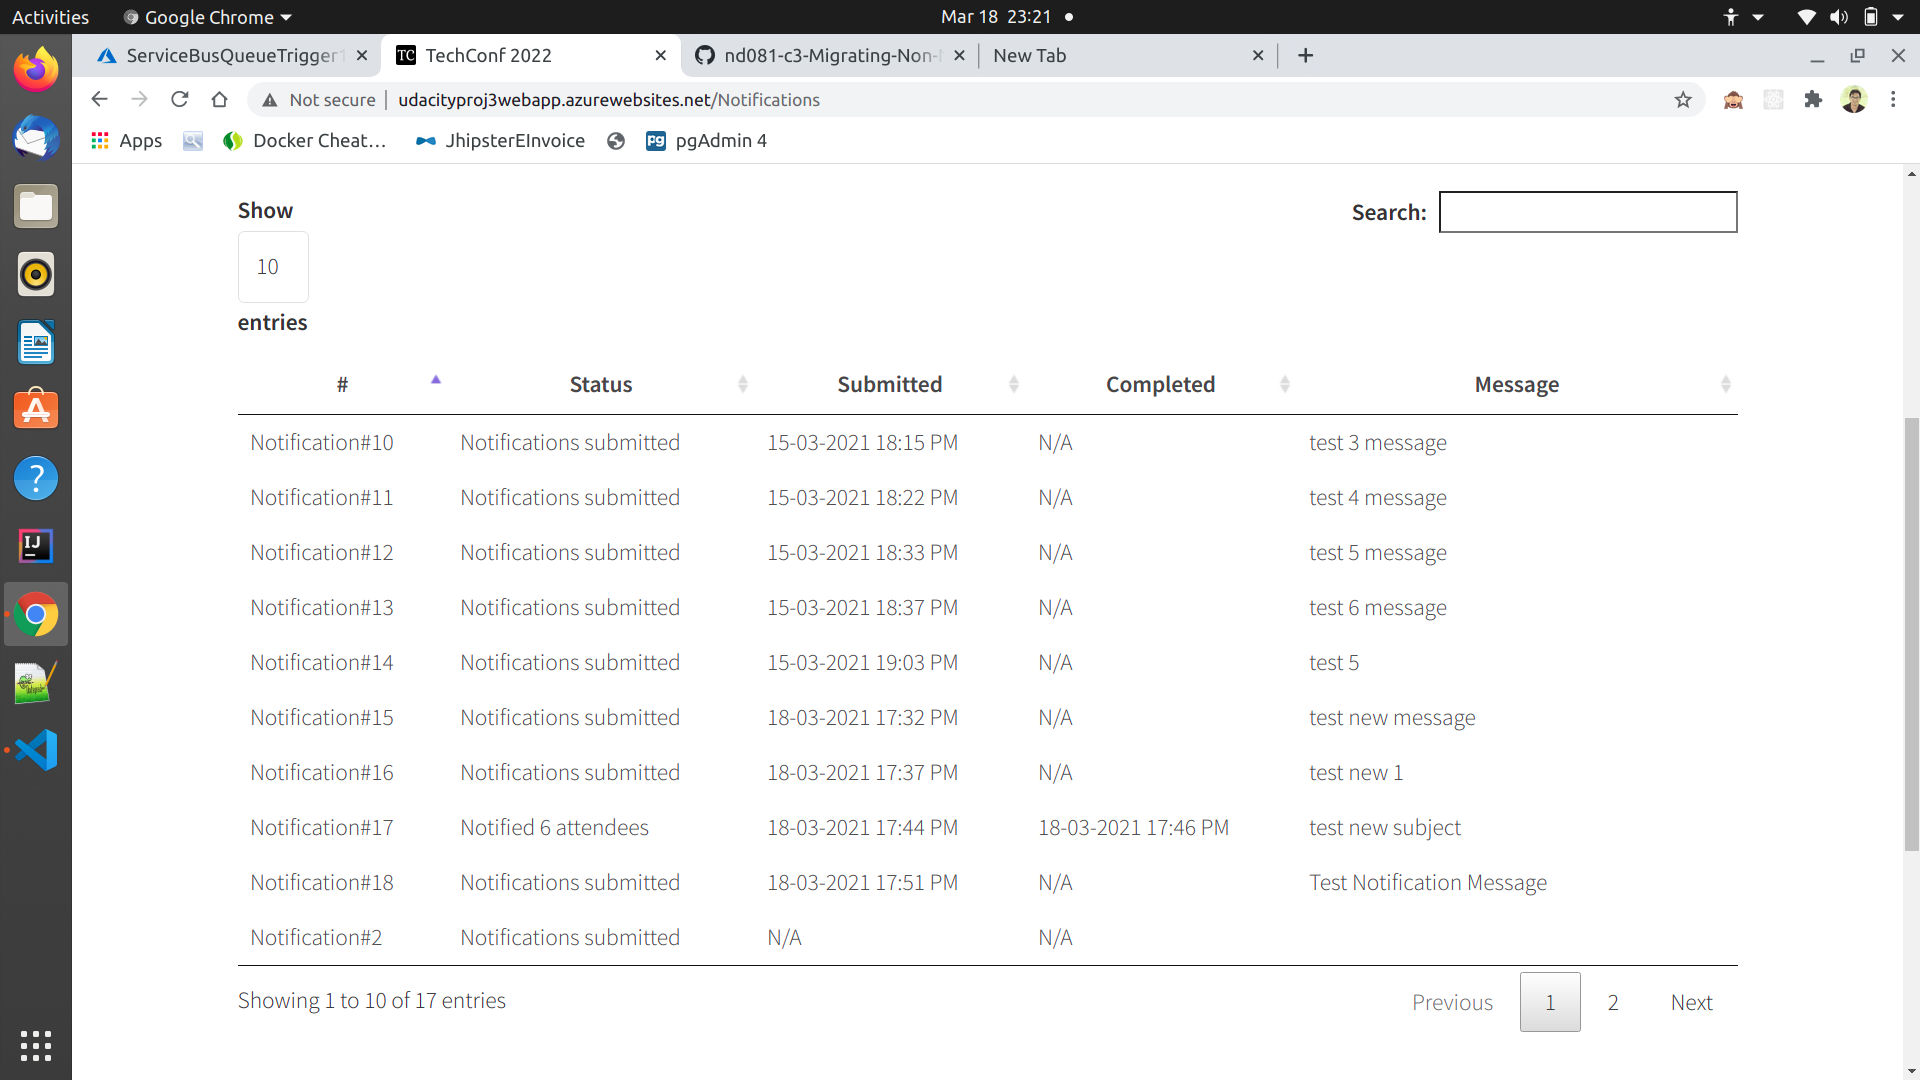 Activities Google Chrome Mar 18 23:21
ServiceBusQueueTrigger1 TechConf 2022 nd081-c3-Migrating-Non-M New Tab
Not secure udacityproj3webapp.azurewebsites.net/Notifications
Apps Docker Cheat… JhipsterEInvoice pgAdmin 4
Show
Search:
10
entries
# Status Submitted Completed Message
Notification#10 Notifications submitted 15-03-2021 18:15 PM N/A test 3 message
Notification#11 Notifications submitted 15-03-2021 18:22 PM N/A test 4 message
Notification#12 Notifications submitted 15-03-2021 18:33 PM N/A test 5 message
Notification#13 Notifications submitted 15-03-2021 18:37 PM N/A test 6 message
Notification#14 Notifications submitted 15-03-2021 19:03 PM N/A test 5
Notification#15 Notifications submitted 18-03-2021 17:32 PM N/A test new message
Notification#16 Notifications submitted 18-03-2021 17:37 PM N/A test new 1
Notification#17 Notified 6 attendees 18-03-2021 17:44 PM 18-03-2021 17:46 PM test new subject
Notification#18 Notifications submitted 18-03-2021 17:51 PM N/A Test Notification Message
Notification#2 Notifications submitted N/A N/A
Showing 1 to 10 of 17 entries Previous 1 2 Next